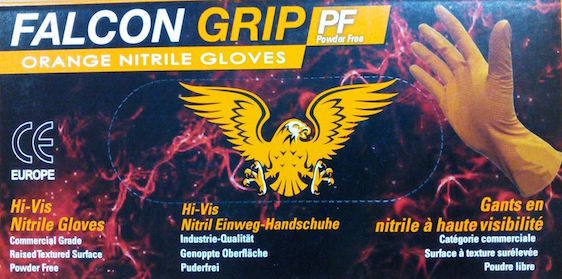 FALCON GRIP PF
Powder Free
ORANGE NITRILE GLOVES
CE
EUROPE
Hi-Vis
Nitrile Gloves
Commercial Grade
RaisedTextured Surface
Powder Free
Hi-Vis
Nitril Einweg-Handschuhe
Industrie-Qualität
Genoppte Oberfläche
Puderfrei
Gants en
nitrile à haute visibilité
Catégorie commerciale
Surface à texture surélevée
Poudre libre